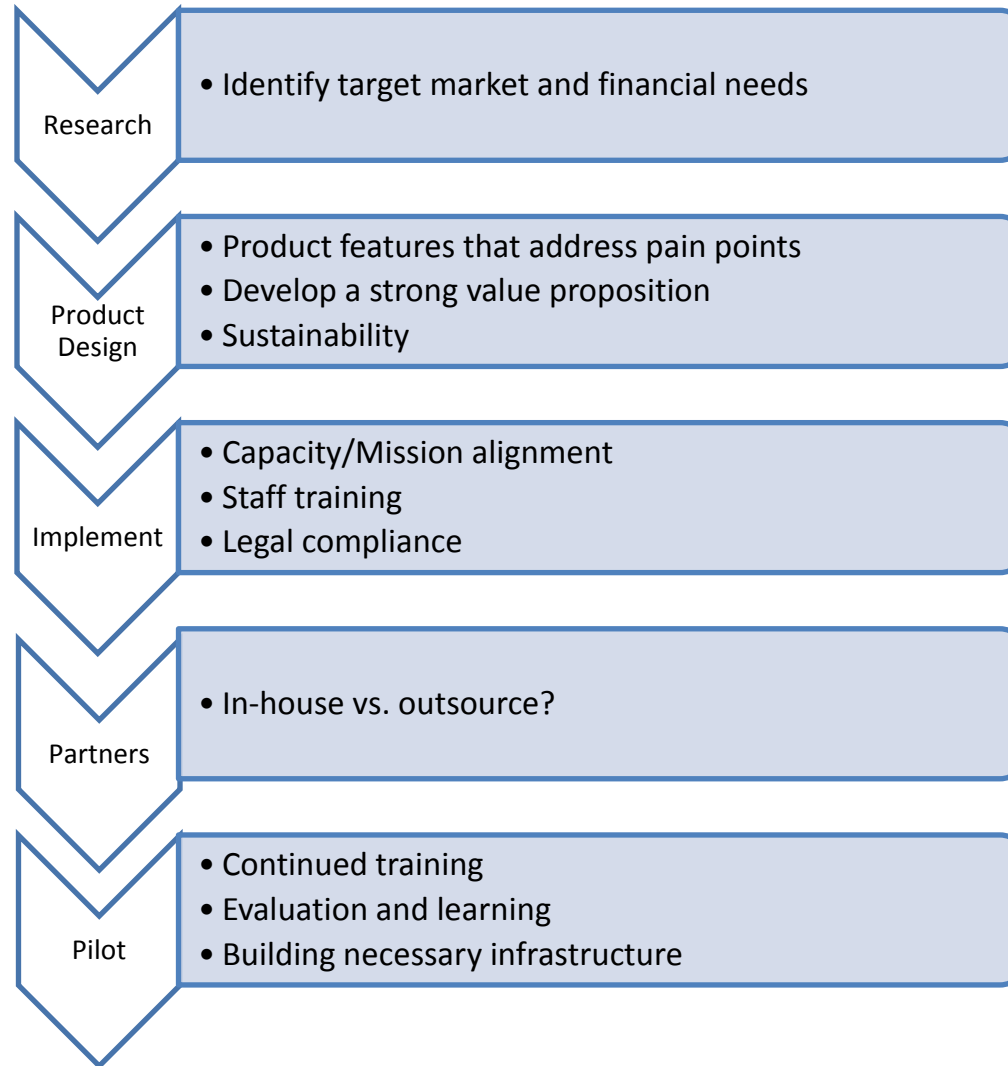 Research
• Identify target market and financial needs
Product
Design
• Product features that address pain points
• Develop a strong value proposition
• Sustainability
Implement
• Capacity/Mission alignment
• Staff training
• Legal compliance
Partners
• In-house vs. outsource?
Pilot
• Continued training
• Evaluation and learning
• Building necessary infrastructure